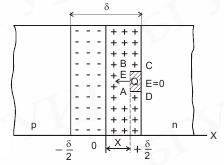 δ
- - - + + +
- - - + + +
- - - + + +
B C
E Q E=0
A D
p n
X
- δ/2 0 X + δ/2